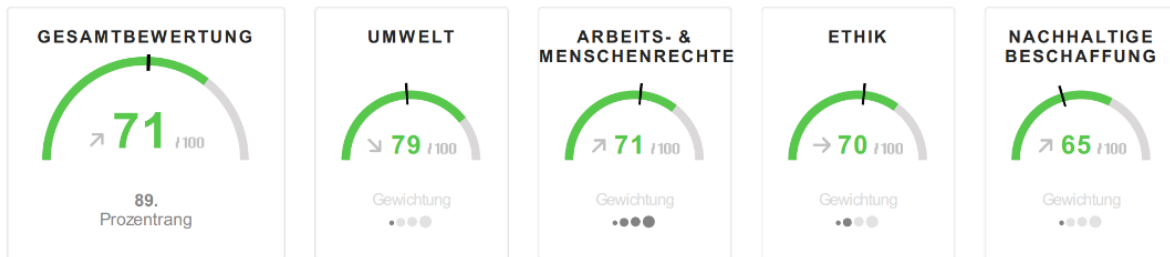 GESAMTBEWERTUNG
71 / 100
89.
Prozentrang
UMWELT
79 / 100
Gewichtung
ARBEITS- &
MENSCHENRECHTE
71 / 100
Gewichtung
ETHIK
70 / 100
Gewichtung
NACHHALTIGE
BESCHAFFUNG
65 / 100
Gewichtung